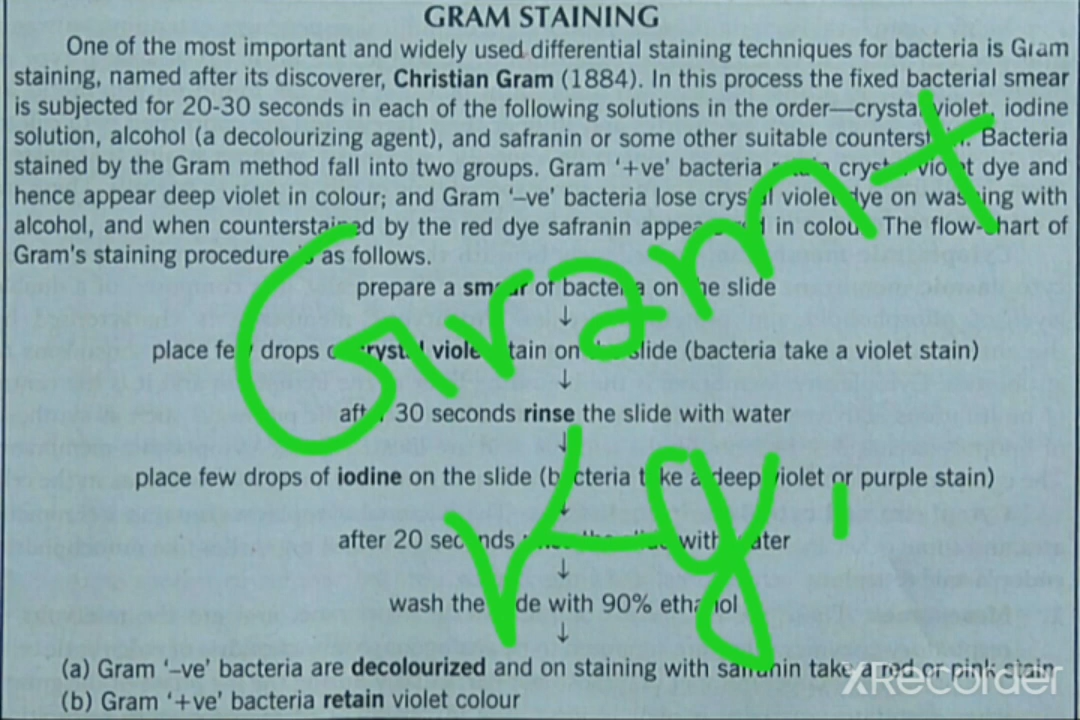 GRAM STAINING
One of the most important and widely used differential staining techniques for bacteria is Gram
staining, named after its discoverer, Christian Gram (1884). In this process the fixed bacterial smear
is subjected for 20-30 seconds in each of the following solutions in the order—crystal violet, iodine
solution, alcohol (a decolourizing agent), and safranin or some other suitable Bacteria
stained by the Gram method fall into two groups. Gram ‘+ve’ bacteria retain crystal violet dye and
hence appear deep violet in colour; and Gram ‘–ve’ bacteria lose crystal violet dye on washing with
alcohol, and when counterstained by the red dye safranin appear red in colour. The flow-chart of
Gram's staining procedure is as follows.
prepare a smear of bacteria on the slide
↓
place few drops of crystal violet stain on the slide (bacteria take a violet stain)
↓
after 30 seconds rinse the slide with water
↓
place few drops of iodine on the slide (bacteria take a deep violet or purple stain)
↓
after 20 seconds rinse the slide with water
↓
wash the slide with 90% ethanol
↓
(a) Gram ‘–ve’ bacteria are decolourized and on staining with safranin take a red or pink stain
(b) Gram ‘+ve’ bacteria retain violet colour
Gram +
XRecorder